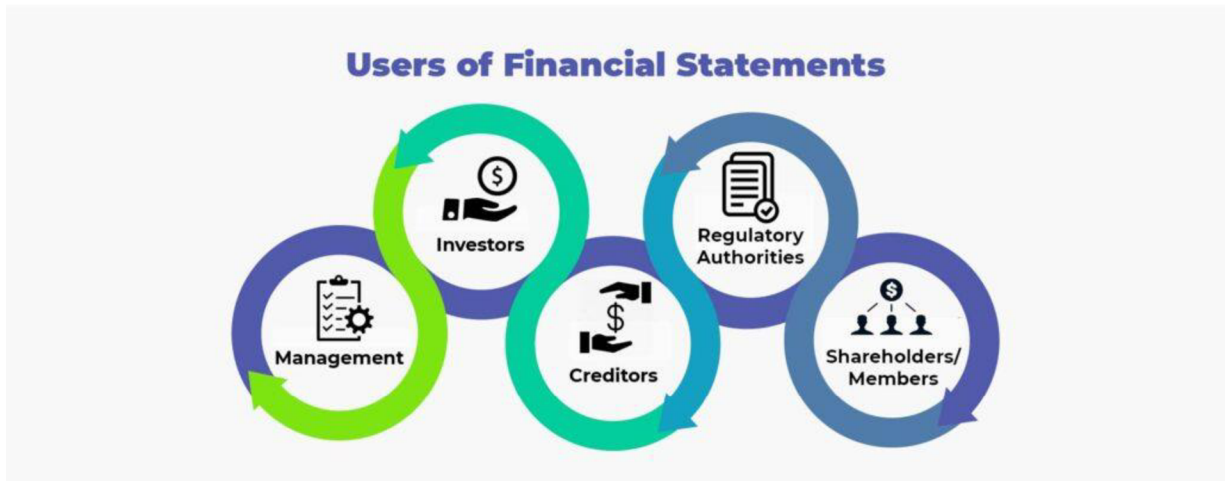 Users of Financial Statements
Management
Investors
Creditors
Regulatory
Authorities
Shareholders/
Members